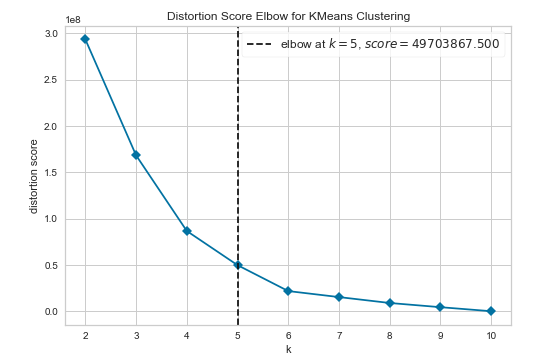 Distortion Score Elbow for KMeans Clustering
1e8
elbow at k = 5, score = 49703867.500
3.0
2.5
2.0
1.5
1.0
0.5
0.0
distortion score
2 3 4 5 6 7 8 9 10
k